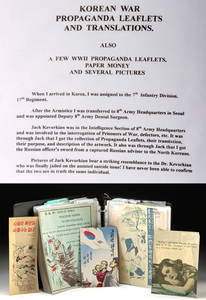 KOREAN WAR
PROPAGANDA LEAFLETS
AND TRANSLATIONS.
ALSO
A FEW WWII PROPAGANDA LEAFLETS,
PAPER MONEY
AND SEVERAL PICTURES
When I arrived in Korea, I was assigned to the 7th Infantry Division,
17th Regiment.
After the Armistice I was transferred to 8th Army Headquarters in Seoul
and was appointed Deputy 8th Army Dental Surgeon.
Jack Kevorkian was in the Intelligence Section of 8th Army Headquarters
and was involved in the interrogation of Prisoners of War, defectors, etc. It was
through Jack that I got the collection of Propaganda Leaflets, their translation,
their purpose, and description of the artwork. It also was through Jack that I got
the Russian officer's sword from a captured Russian advisor to the North Koreans.
Pictures of Jack Kevorkian bear a striking resemblance to the Dr. Kevorkian
who was finally jailed on the assisted suicide issue! I have never been able to confirm
that the two are in truth the same individual.